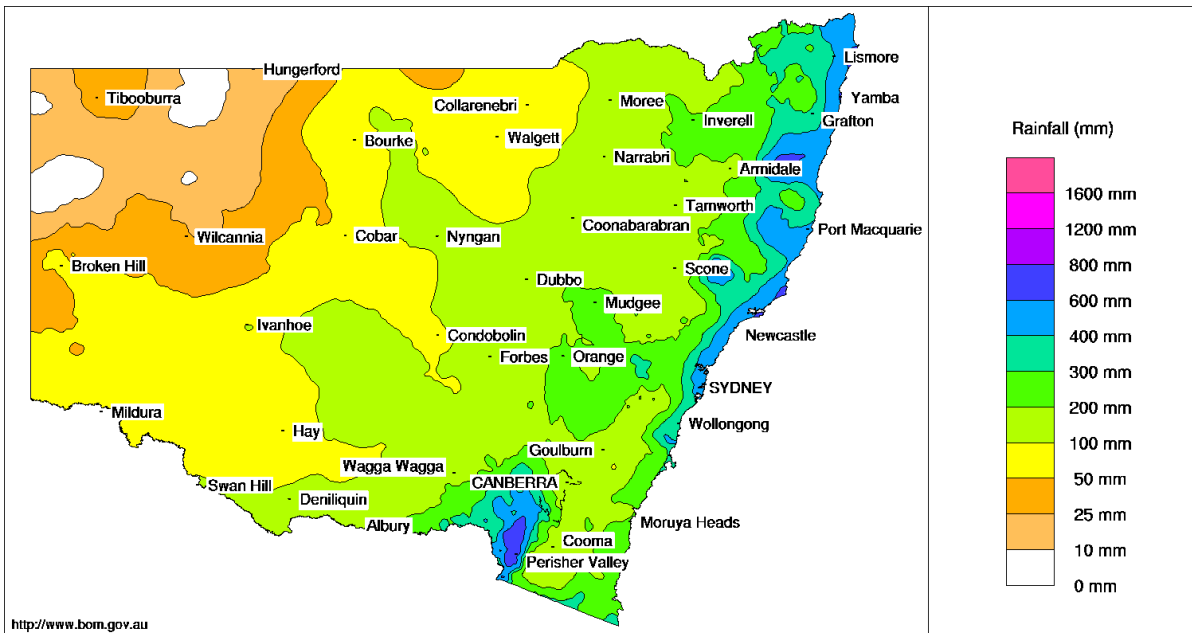 Lismore
Hungerford
Tibooburra
Yamba
Collarenebri
Moree
Inverell
Grafton
Bourke
Walgett
Narrabri
Armidale
Tamworth
Coonabarabran
Port Macquarie
Wilcannia
Cobar
Nyngan
Broken Hill
Scone
Dubbo
Mudgee
Ivanhoe
Newcastle
Condobolin
Forbes
Orange
SYDNEY
Mildura
Wollongong
Hay
Goulburn
Wagga Wagga
CANBERRA
Swan Hill
Deniliquin
Albury
Moruya Heads
Cooma
Perisher Valley
http://www.bom.gov.au
Rainfall (mm)
1600 mm
1200 mm
800 mm
600 mm
400 mm
300 mm
200 mm
100 mm
50 mm
25 mm
10 mm
0 mm